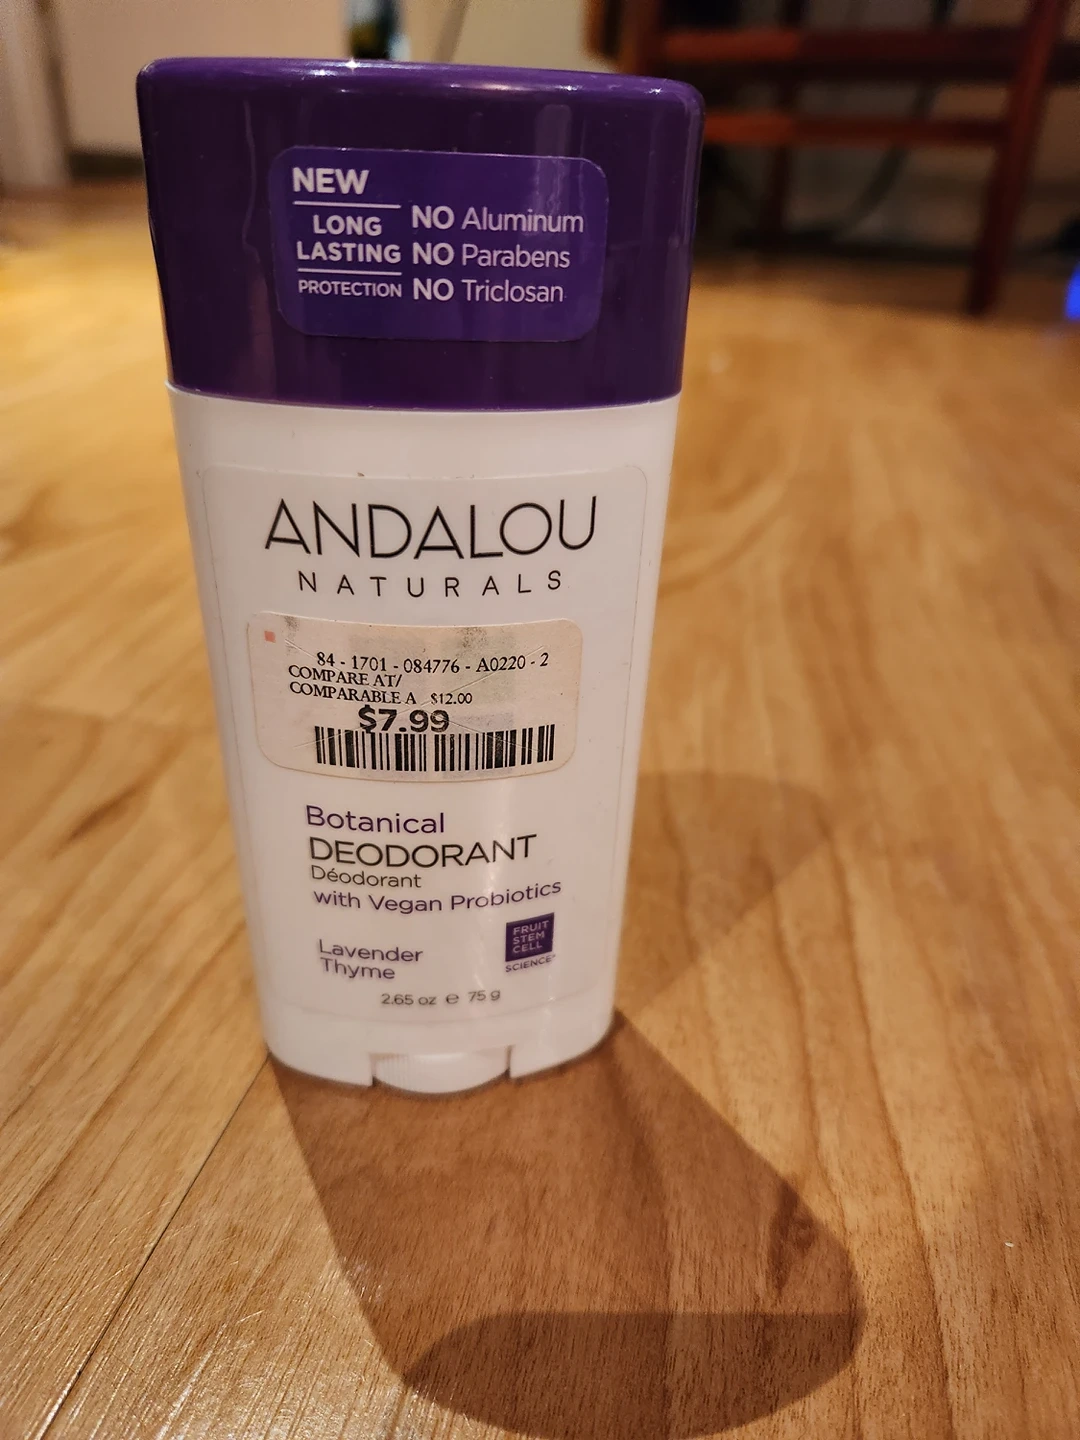 NEW
LONG
LASTING
PROTECTION
NO Aluminum
NO Parabens
NO Triclosan
ANDALOU
NATURALS
84 - 1701 - 084776 - A0220 - 2
COMPARE AT/
COMPARABLE A $12.00
$7.99
Botanical
DEODORANT
Déodorant
with Vegan Probiotics
Lavender
Thyme
FRUIT
STEM
CELL
SCIENCE®
2.65 oz ℮ 75 g